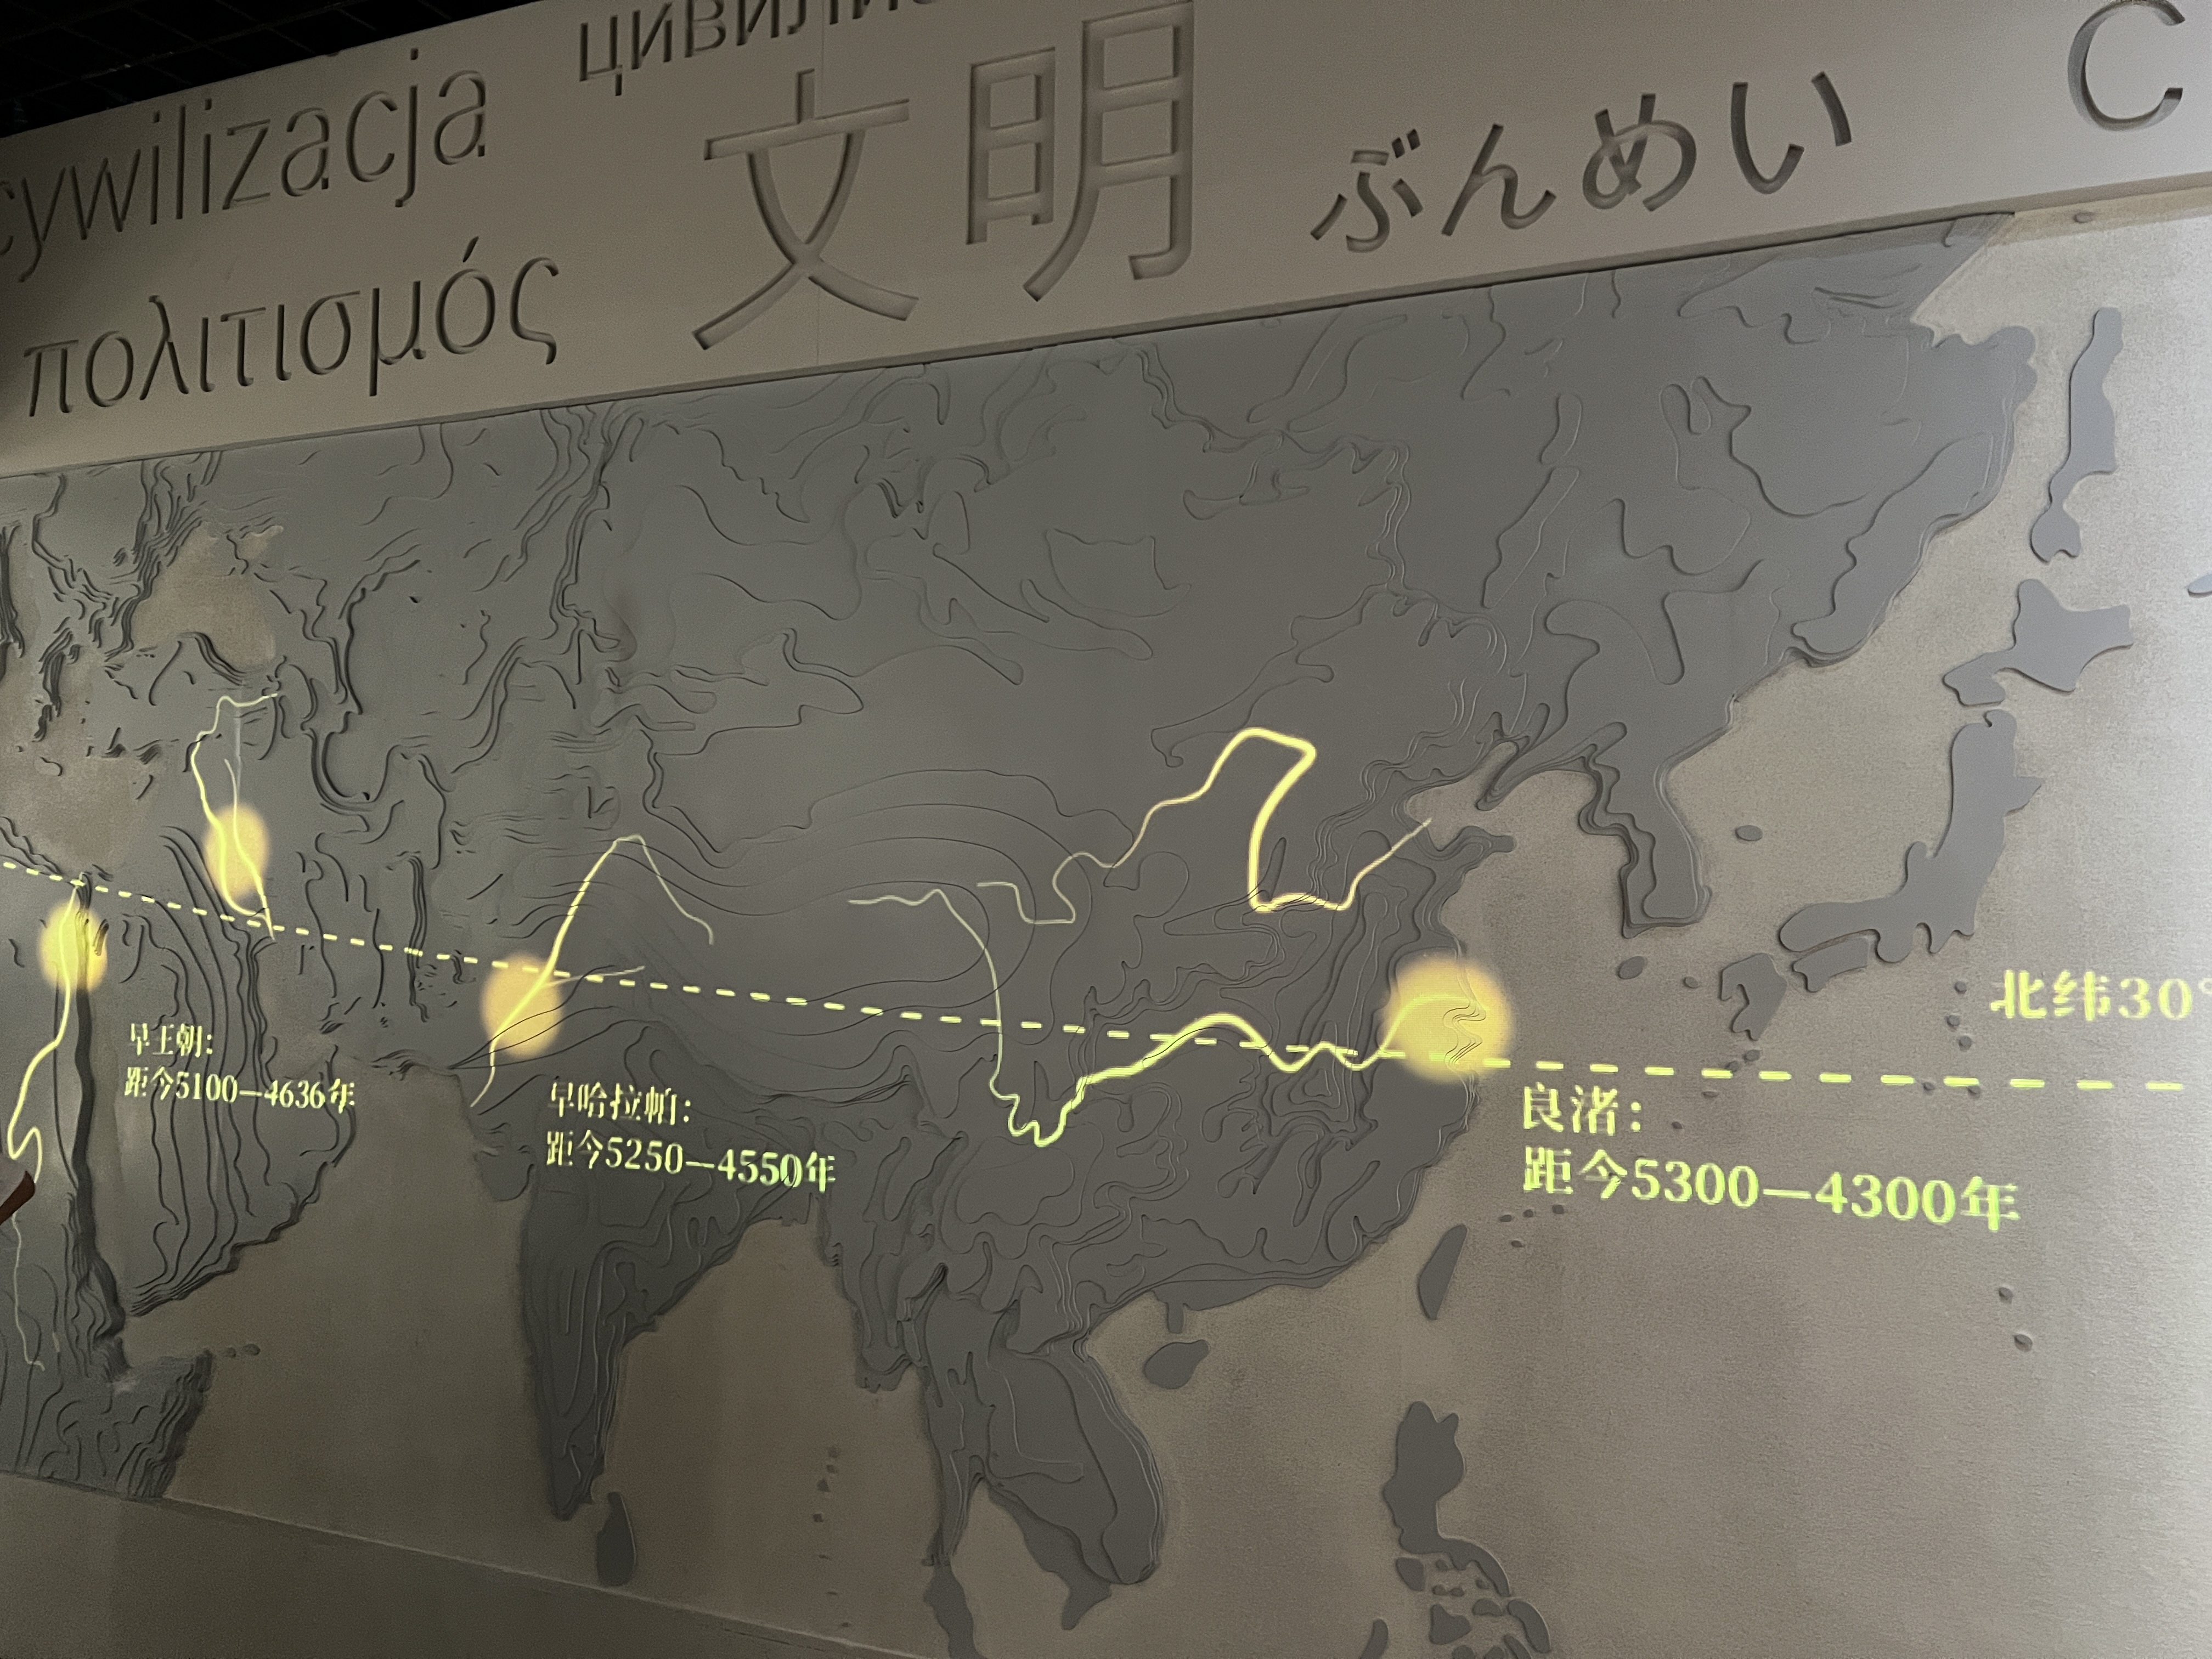 cywilizacja
πολιτισμός
文明
ぶんめい
北纬30°
早王朝：
距今5100—4636年
早哈拉帕：
距今5250—4550年
良渚：
距今5300—4300年